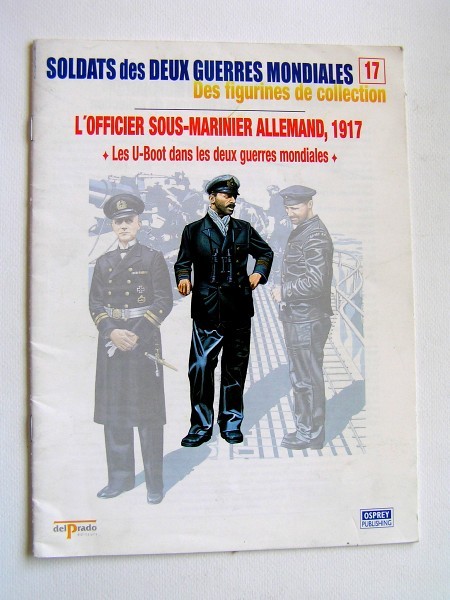 SOLDATS des DEUX GUERRES MONDIALES 17
Des figurines de collection
L'OFFICIER SOUS-MARINIER ALLEMAND, 1917
✦ Les U-Boot dans les deux guerres mondiales ✦
delPrado
OSPREY
PUBLISHING